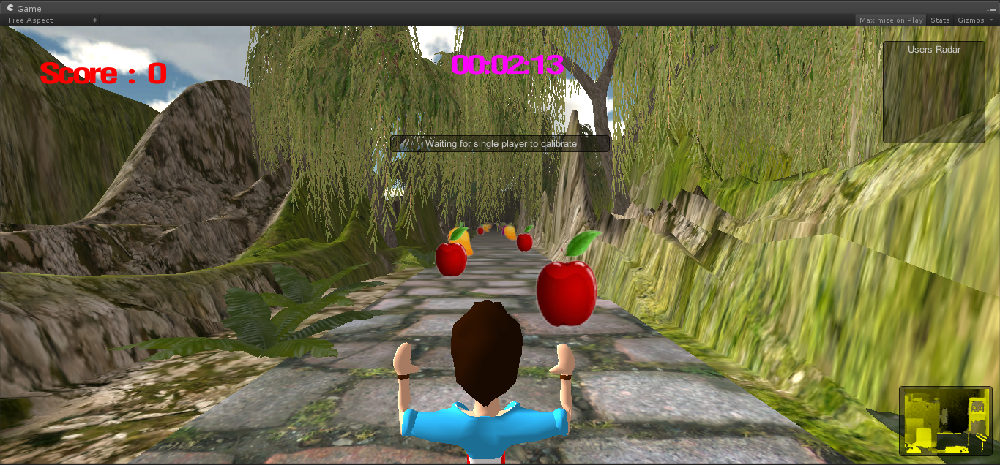 Game
Free Aspect
Maximize on Play Stats Gizmos
Score : 0
00:02:13
Users Radar
Waiting for single player to calibrate